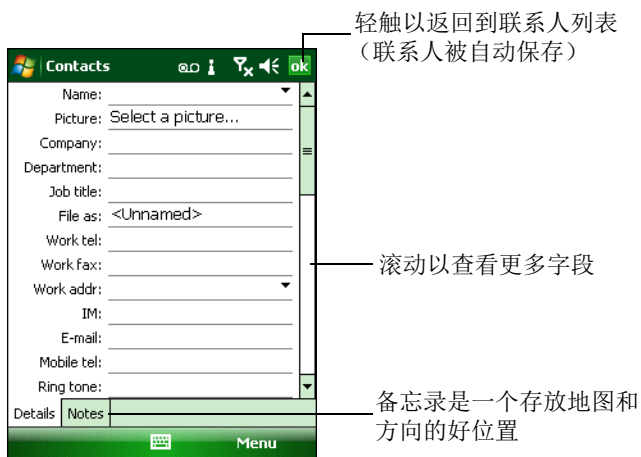 轻触以返回到联系人列表
（联系人被自动保存）
Contacts
ok
Name:
Picture: Select a picture...
Company:
Department:
Job title:
File as: <Unnamed>
Work tel:
Work fax:
滚动以查看更多字段
Work addr:
IM:
E-mail:
Mobile tel:
Ring tone:
Details Notes
备忘录是一个存放地图和
方向的好位置
Menu